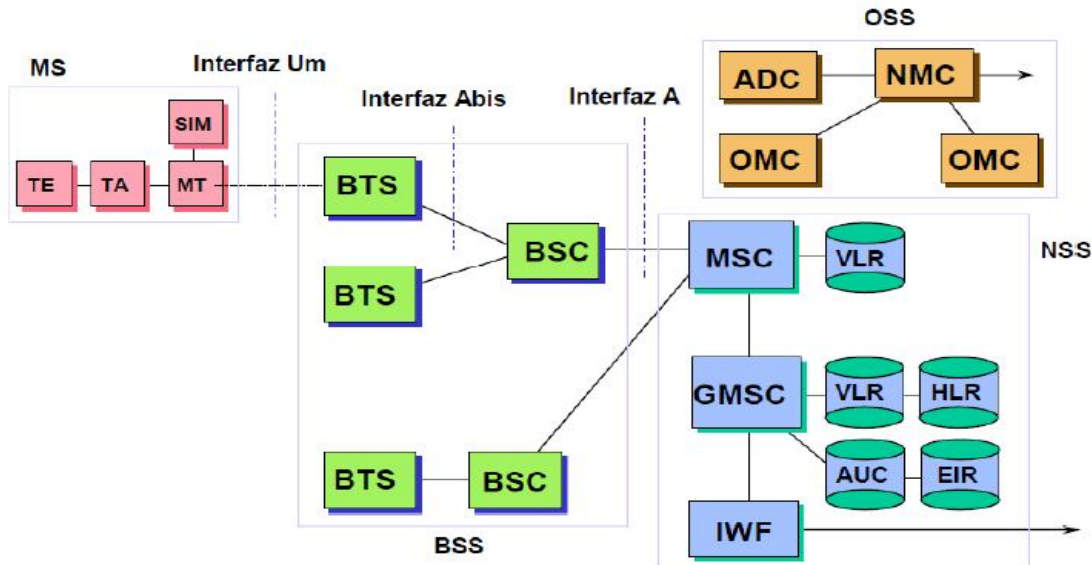 OSS
MS
Interfaz Um
Interfaz Abis
Interfaz A
ADC
NMC
SIM
OMC
OMC
TE
TA
MT
BTS
BSC
MSC
VLR
NSS
BTS
GMSC
VLR
HLR
BTS
BSC
AUC
EIR
IWF
BSS